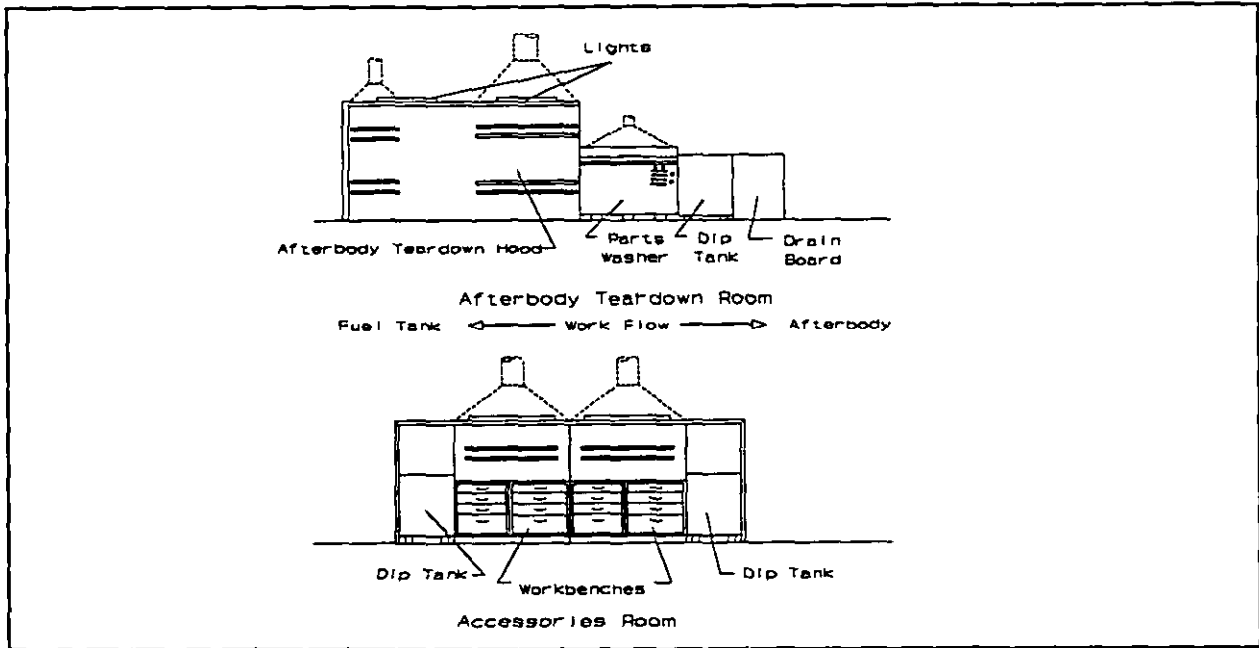 Lights
Afterbody Teardown Hood
Parts Washer
Dip Tank
Drain Board
Afterbody Teardown Room
Fuel Tank Work Flow Afterbody
Dip Tank
Workbenches
Dip Tank
Accessories Room